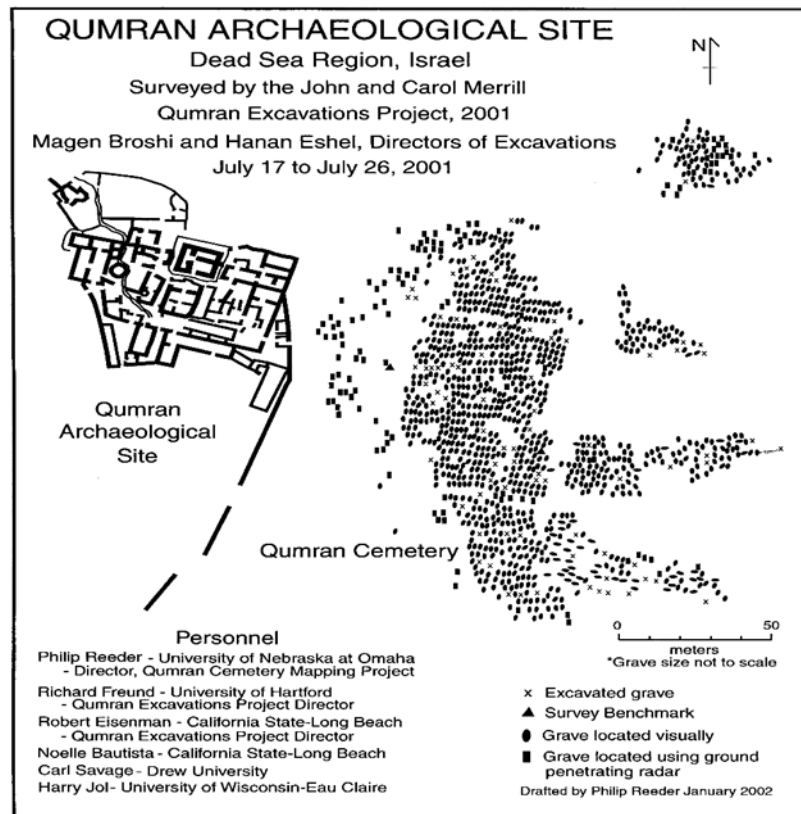 QUMRAN ARCHAEOLOGICAL SITE
Dead Sea Region, Israel
Surveyed by the John and Carol Merrill
Qumran Excavations Project, 2001
Magen Broshi and Hanan Eshel, Directors of Excavations
July 17 to July 26, 2001
N
Qumran
Archaeological
Site
Qumran Cemetery
0 50
meters
*Grave size not to scale
Personnel
Philip Reeder - University of Nebraska at Omaha
- Director, Qumran Cemetery Mapping Project
Richard Freund - University of Hartford
- Qumran Excavations Project Director
Robert Eisenman - California State-Long Beach
- Qumran Excavations Project Director
Noelle Bautista - California State-Long Beach
Carl Savage - Drew University
Harry Jol- University of Wisconsin-Eau Claire
Excavated grave
Survey Benchmark
Grave located visually
Grave located using ground
penetrating radar
Drafted by Philip Reeder January 2002